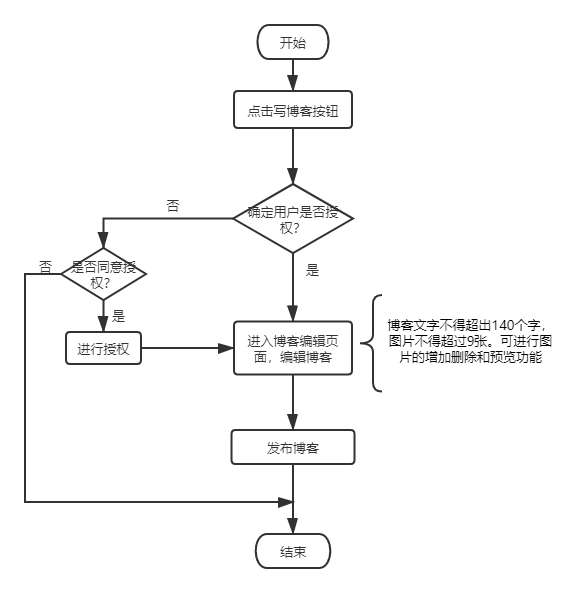 开始
点击写博客按钮
确定用户是否授
权?
否
是
是否同意授
权?
否
是
进行授权
进入博客编辑页
面，编辑博客
博客文字不得超出140个字，
图片不得超过9张。可进行图
片的增加删除和预览功能
发布博客
结束